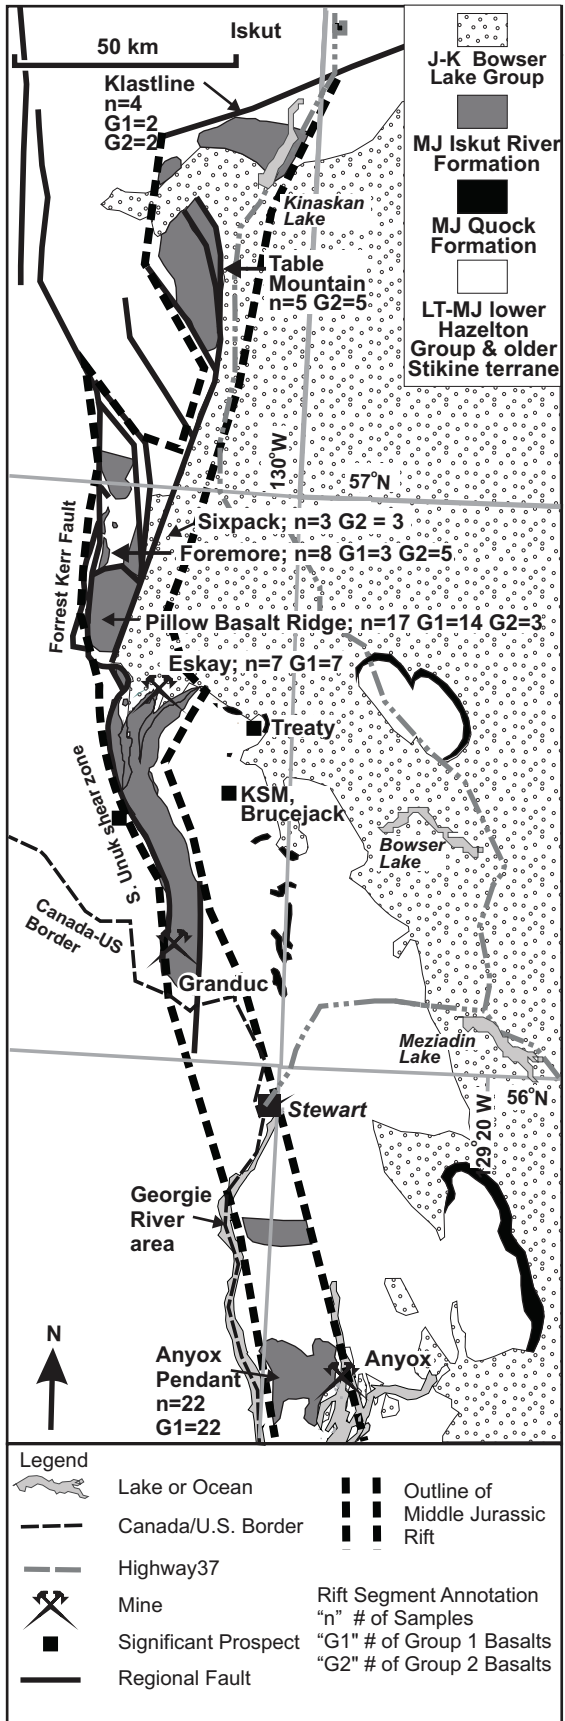 Iskut
50 km
Klastline
n=4
G1=2
G2=2
J-K Bowser
Lake Group
MJ Iskut River
Formation
MJ Quock
Formation
LT-MJ lower
Hazelton
Group & older
Stikine terrane
Kinaskan
Lake
Table
Mountain
n=5 G2=5
130°W
57°N
Sixpack; n=3 G2 = 3
Foremore; n=8 G1=3 G2=5
Forrest Kerr Fault
Pillow Basalt Ridge; n=17 G1=14 G2=3
Eskay; n=7 G1=7
Treaty
KSM,
Brucejack
S. Unuk shear zone
Bowser
Lake
Canada-US
Border
Granduc
Meziadin
Lake
56°N
29°20 W
Stewart
Georgie
River
area
N
Anyox
Pendant
n=22
G1=22
Anyox
Legend
Lake or Ocean
Canada/U.S. Border
Highway37
Mine
Significant Prospect
Regional Fault
Outline of
Middle Jurassic
Rift
Rift Segment Annotation
“n” # of Samples
“G1" # of Group 1 Basalts
“G2" # of Group 2 Basalts